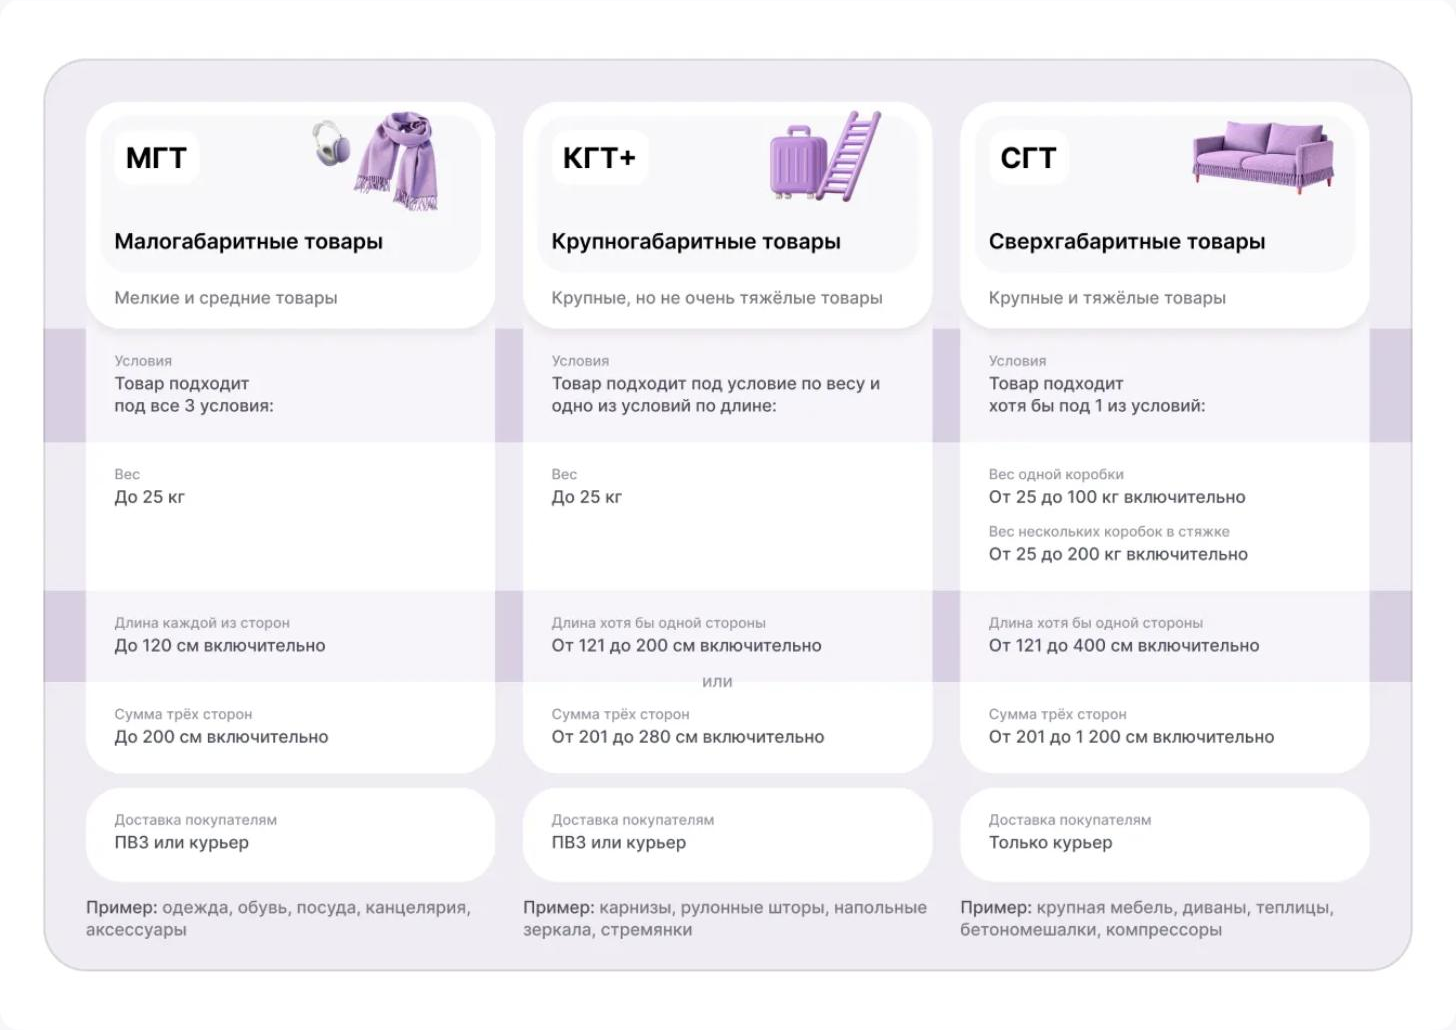 МГТ
Малогабаритные товары
Мелкие и средние товары
Условия
Товар подходит
под все 3 условия:
Вес
До 25 кг
Длина каждой из сторон
До 120 см включительно
Сумма трёх сторон
До 200 см включительно
Доставка покупателям
ПВЗ или курьер
Пример: одежда, обувь, посуда, канцелярия,
аксессуары
КГТ+
Крупногабаритные товары
Крупные, но не очень тяжёлые товары
Условия
Товар подходит под условие по весу и
одно из условий по длине:
Вес
До 25 кг
Длина хотя бы одной стороны
От 121 до 200 см включительно
или
Сумма трёх сторон
От 201 до 280 см включительно
Доставка покупателям
ПВЗ или курьер
Пример: карнизы, рулонные шторы, напольные
зеркала, стремянки
СГТ
Сверхгабаритные товары
Крупные и тяжёлые товары
Условия
Товар подходит
хотя бы под 1 из условий:
Вес одной коробки
От 25 до 100 кг включительно
Вес нескольких коробок в стяжке
От 25 до 200 кг включительно
Длина хотя бы одной стороны
От 121 до 400 см включительно
Сумма трёх сторон
От 201 до 1 200 см включительно
Доставка покупателям
Только курьер
Пример: крупная мебель, диваны, теплицы,
бетономешалки, компрессоры